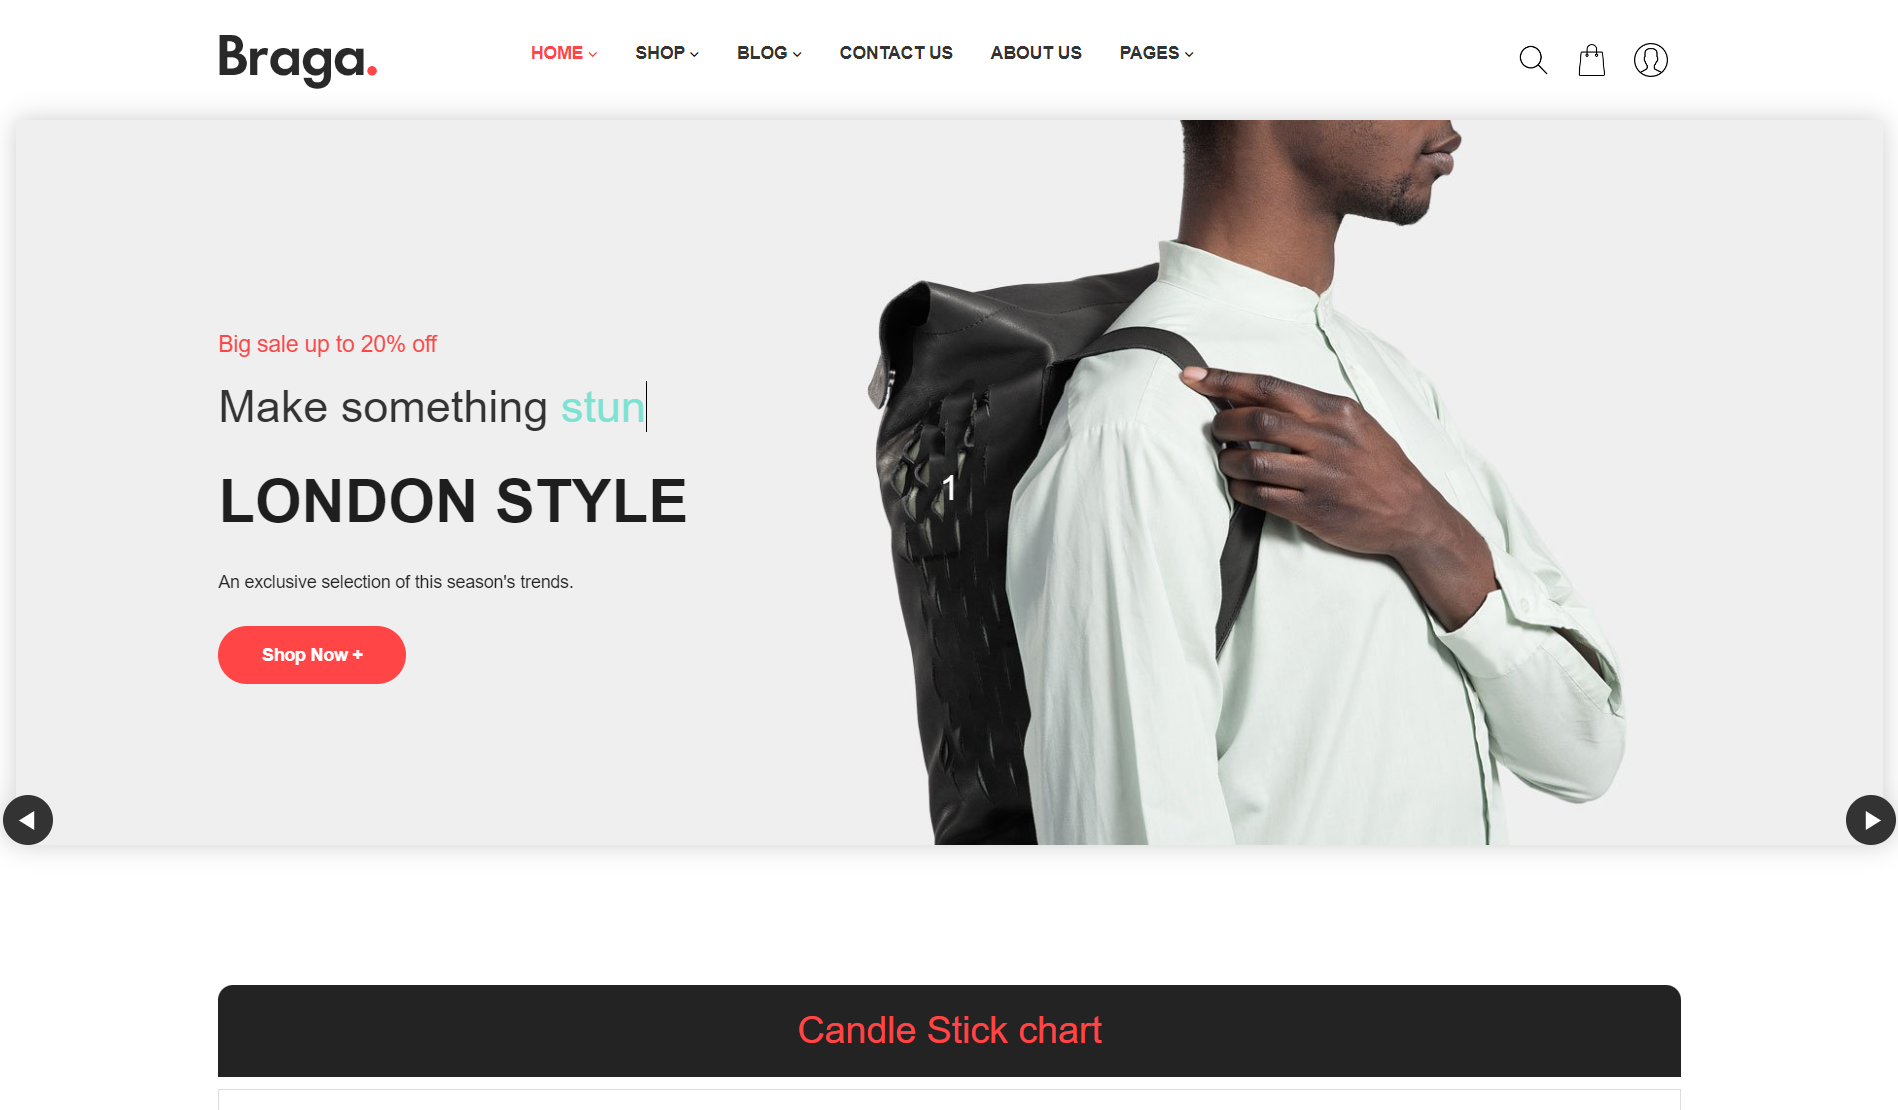 Braga.
HOME
SHOP
BLOG
CONTACT US
ABOUT US
PAGES
Big sale up to 20% off
Make something stun
LONDON STYLE
1
An exclusive selection of this season's trends.
Shop Now +
Candle Stick chart